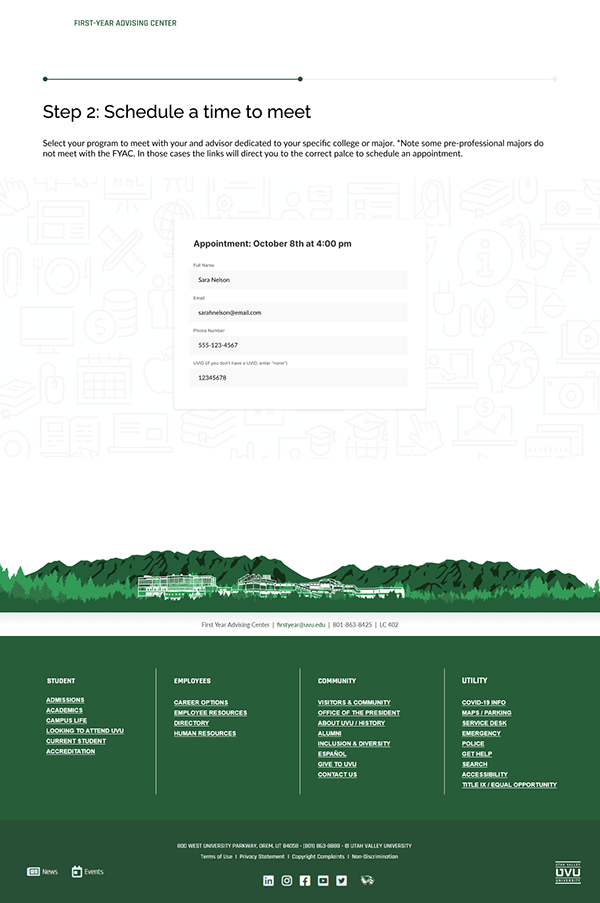 FIRST-YEAR ADVISING CENTER
Step 2: Schedule a time to meet
Select your program to meet with your and advisor dedicated to your specific college or major. *Note some pre-professional majors do
not meet with the FYAC. In those cases the links will direct you to the correct palce to schedule an appointment.
Appointment: October 8th at 4:00 pm
Full Name
Sara Nelson
Email
sarahnelson@email.com
Phone Number
555-123-4567
UVID (if you don't have a UVID, enter "none")
12345678
First Year Advising Center | firstyear@uvu.edu | 801-863-8425 | LC 402
STUDENT
ADMISSIONS
ACADEMICS
CAMPUS LIFE
LOOKING TO ATTEND UVU
CURRENT STUDENT
ACCREDITATION
EMPLOYEES
CAREER OPTIONS
EMPLOYEE RESOURCES
DIRECTORY
HUMAN RESOURCES
COMMUNITY
VISITORS & COMMUNITY
OFFICE OF THE PRESIDENT
ABOUT UVU / HISTORY
ALUMNI
INCLUSION & DIVERSITY
ESPAÑOL
GIVE TO UVU
CONTACT US
UTILITY
COVID-19 INFO
MAPS / PARKING
SERVICE DESK
EMERGENCY
POLICE
GET HELP
SEARCH
ACCESSIBILITY
TITLE IX / EQUAL OPPORTUNITY
800 WEST UNIVERSITY PARKWAY, OREM, UT 84058 · (801) 863-8888 · © UTAH VALLEY UNIVERSITY
Terms of Use | Privacy Statement | Copyright Complaints | Non-Discrimination
News
Events
UTAH VALLEY
UVU
UNIVERSITY